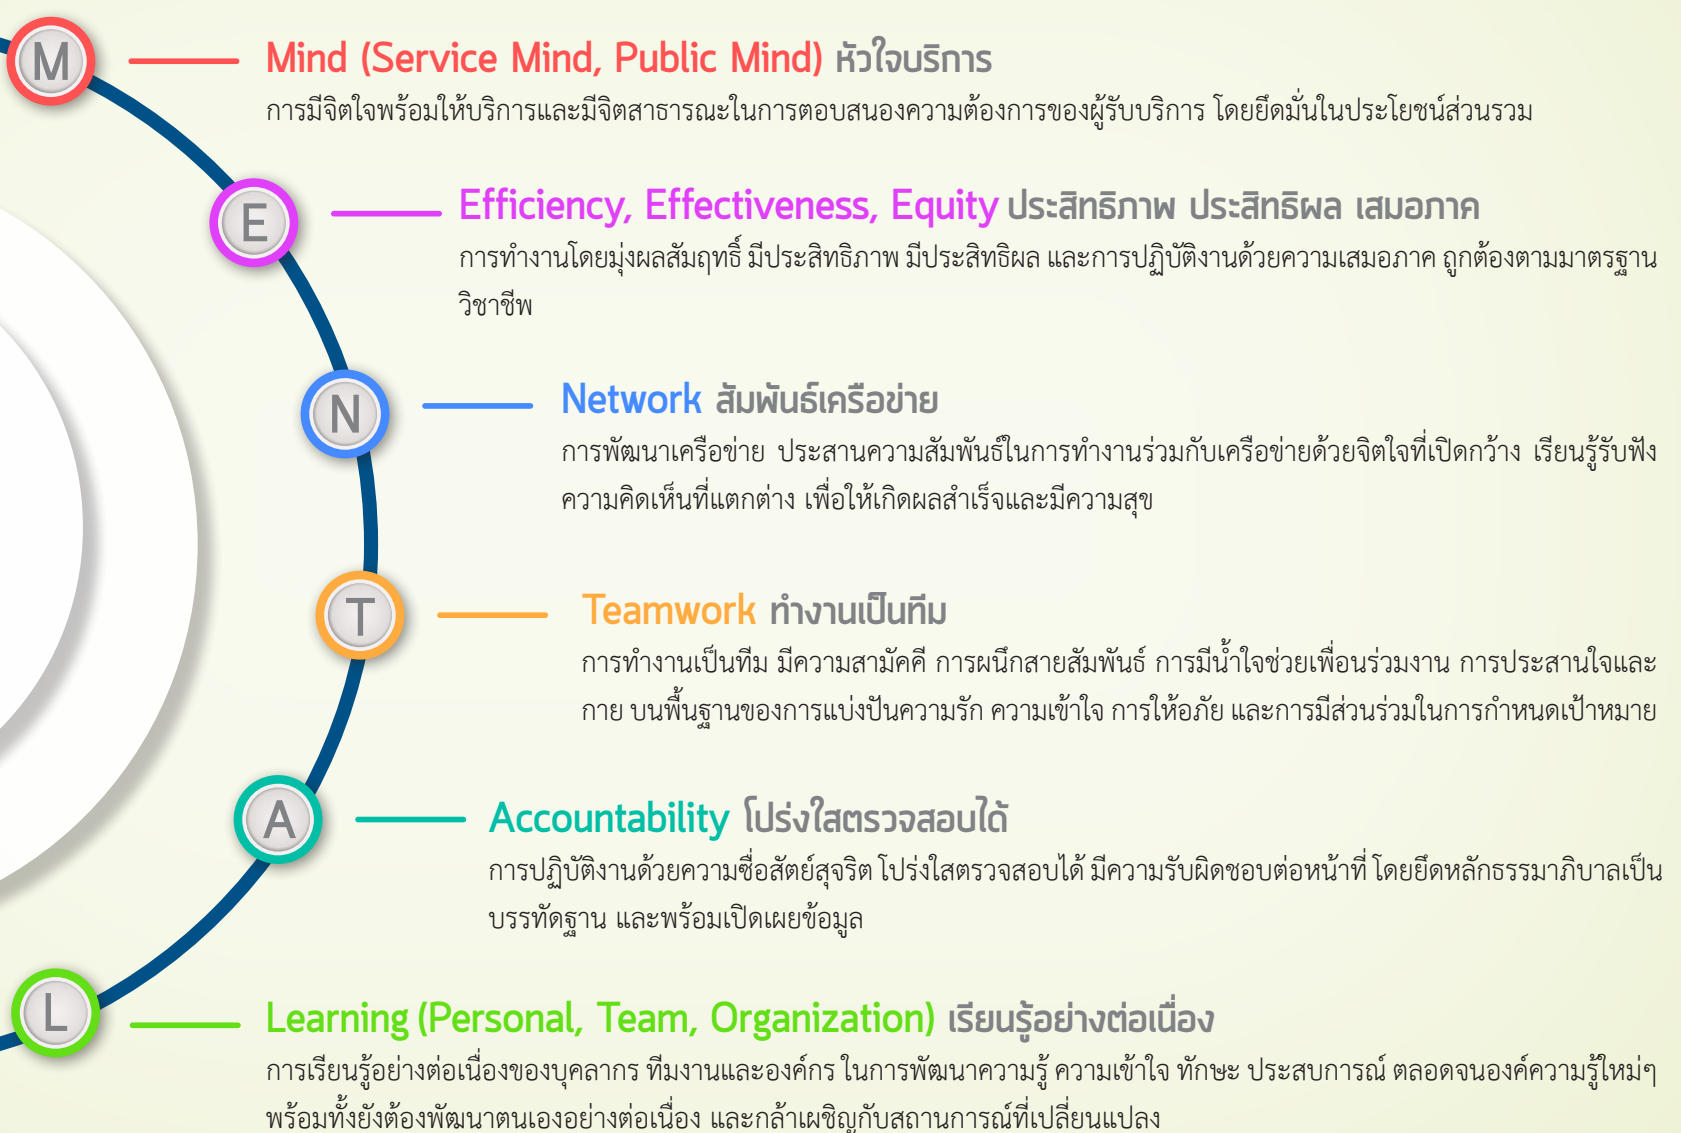 M
Mind (Service Mind, Public Mind) หัวใจบริการ
การมีจิตใจพร้อมให้บริการและมีจิตสาธารณะในการตอบสนองความต้องการของผู้รับบริการ โดยยึดมั่นในประโยชน์ส่วนรวม
E
Efficiency, Effectiveness, Equity ประสิทธิภาพ ประสิทธิผล เสมอภาค
การทำงานโดยมุ่งผลสัมฤทธิ์ มีประสิทธิภาพ มีประสิทธิผล และการปฏิบัติงานด้วยความเสมอภาค ถูกต้องตามมาตรฐาน
วิชาชีพ
N
Network สัมพันธ์เครือข่าย
การพัฒนาเครือข่าย ประสานความสัมพันธ์ในการทำงานร่วมกับเครือข่ายด้วยจิตใจที่เปิดกว้าง เรียนรู้รับฟัง
ความคิดเห็นที่แตกต่าง เพื่อให้เกิดผลสำเร็จและมีความสุข
T
Teamwork ทำงานเป็นทีม
การทำงานเป็นทีม มีความสามัคคี การผนึกสายสัมพันธ์ การมีน้ำใจช่วยเพื่อนร่วมงาน การประสานใจและ
กาย บนพื้นฐานของการแบ่งปันความรัก ความเข้าใจ การให้อภัย และการมีส่วนร่วมในการกำหนดเป้าหมาย
A
Accountability โปร่งใสตรวจสอบได้
การปฏิบัติงานด้วยความซื่อสัตย์สุจริต โปร่งใสตรวจสอบได้ มีความรับผิดชอบต่อหน้าที่ โดยยึดหลักธรรมาภิบาลเป็น
บรรทัดฐาน และพร้อมเปิดเผยข้อมูล
L
Learning (Personal, Team, Organization) เรียนรู้อย่างต่อเนื่อง
การเรียนรู้อย่างต่อเนื่องของบุคลากร ทีมงานและองค์กร ในการพัฒนาความรู้ ความเข้าใจ ทักษะ ประสบการณ์ ตลอดจนองค์ความรู้ใหม่ๆ
พร้อมทั้งยังต้องพัฒนาตนเองอย่างต่อเนื่อง และกล้าเผชิญกับสถานการณ์ที่เปลี่ยนแปลง